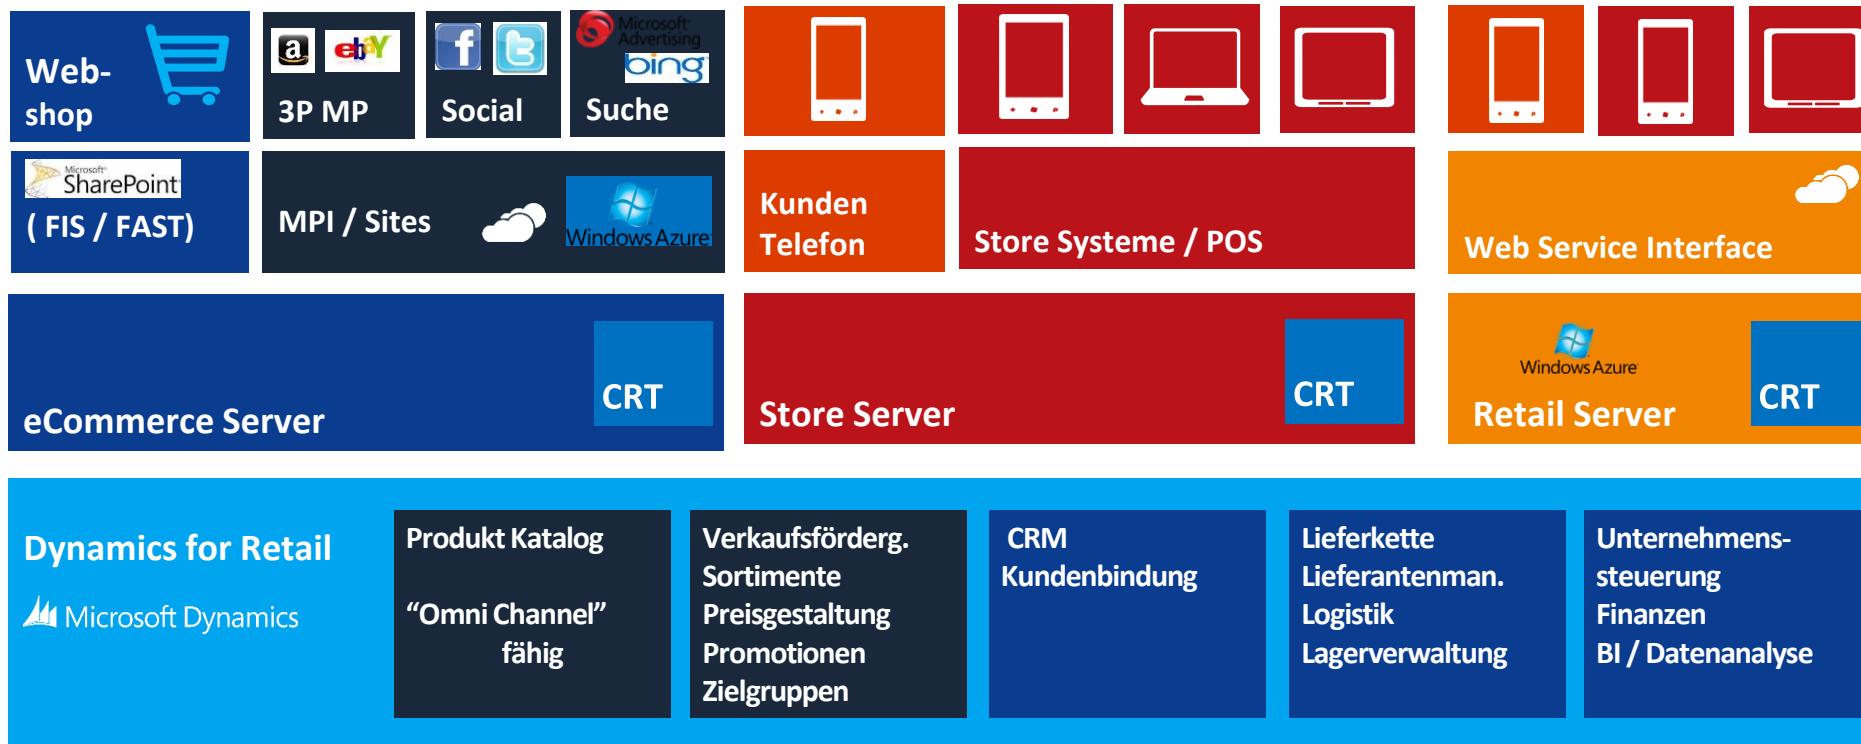 Web-
shop
a
ebY
3P MP
f
t
Social
Microsoft
Advertising
bing
Suche
Microsoft
SharePoint
( FIS / FAST)
MPI / Sites
Windows Azure
Kunden
Telefon
Store Systeme / POS
Web Service Interface
eCommerce Server
CRT
Store Server
CRT
Windows Azure
Retail Server
CRT
Dynamics for Retail
Microsoft Dynamics
Produkt Katalog
“Omni Channel”
fähig
Verkaufsförderg.
Sortimente
Preisgestaltung
Promotionen
Zielgruppen
CRM
Kundenbindung
Lieferkette
Lieferantenman.
Logistik
Lagerverwaltung
Unternehmens-
steuerung
Finanzen
BI / Datenanalyse